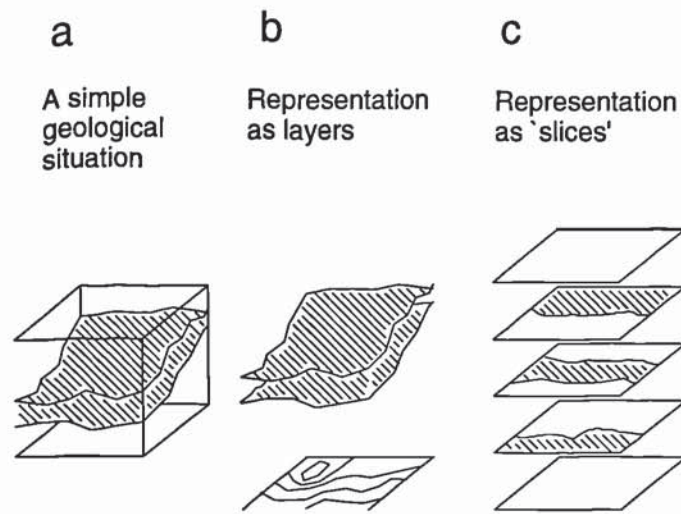 a
A simple
geological
situation
b
Representation
as layers
c
Representation
as `slices'